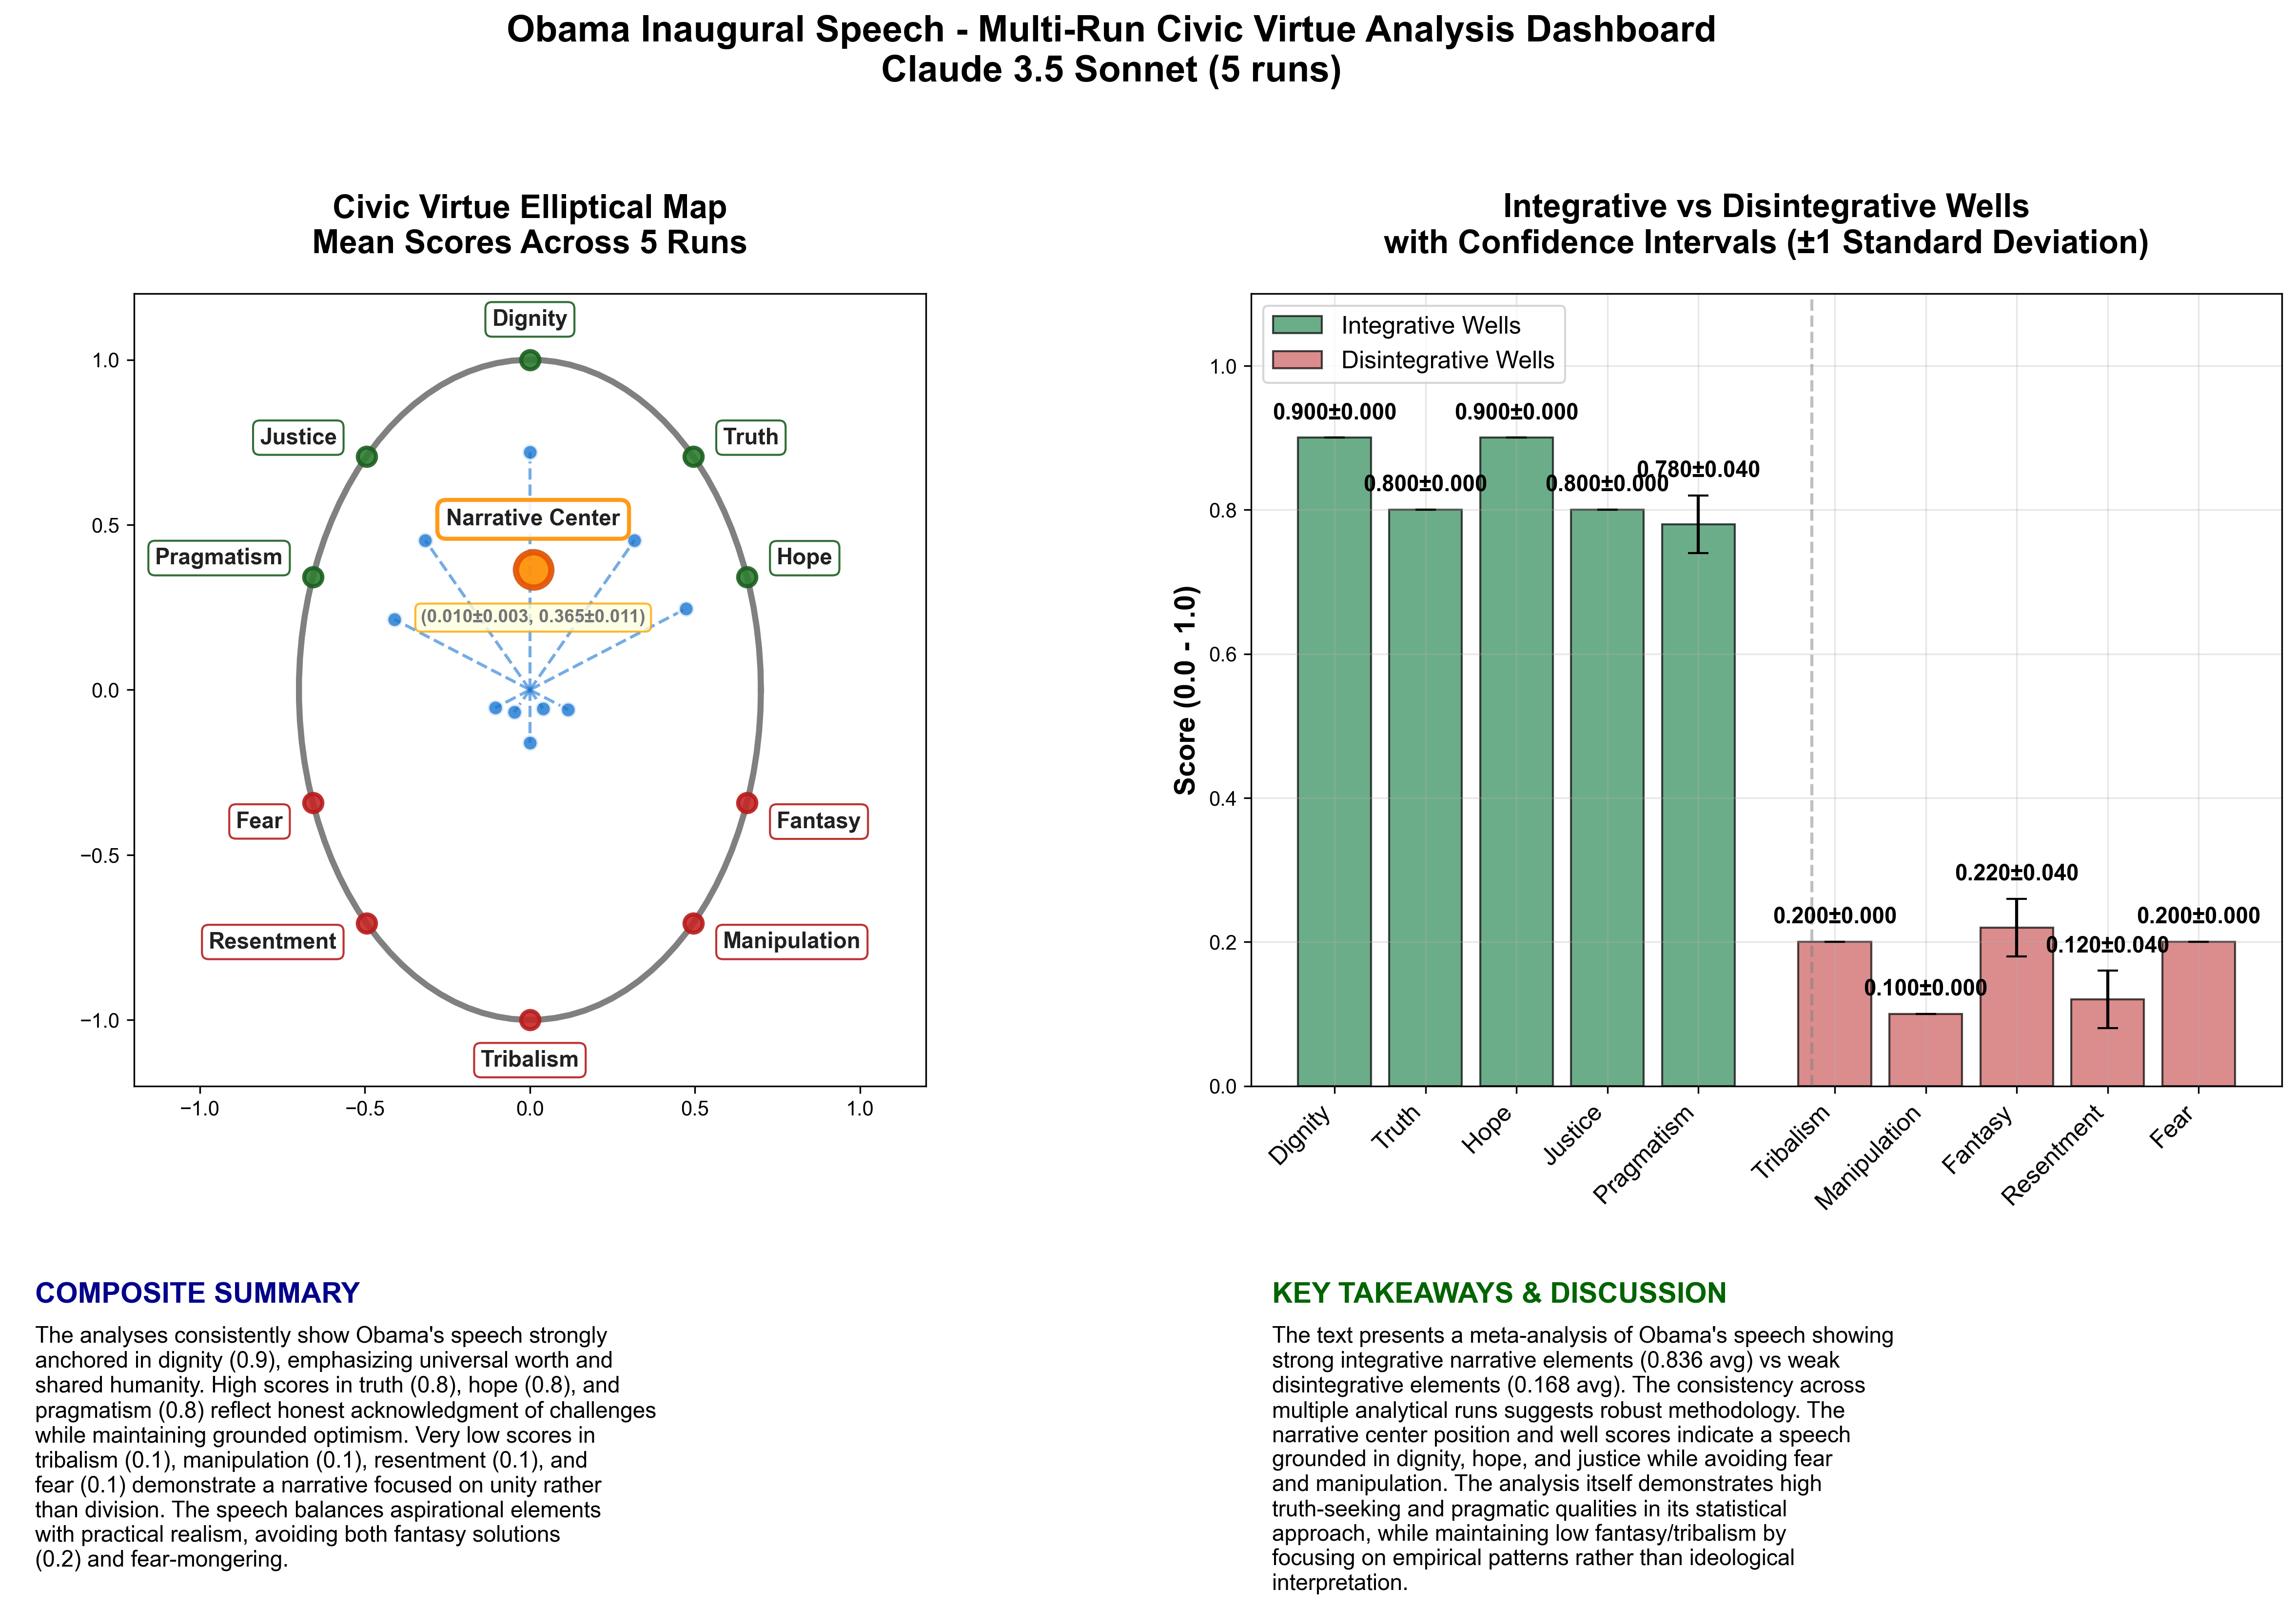 Obama Inaugural Speech - Multi-Run Civic Virtue Analysis Dashboard
Claude 3.5 Sonnet (5 runs)
Civic Virtue Elliptical Map
Mean Scores Across 5 Runs
Dignity
1.0
Justice
Truth
0.5
Narrative Center
Pragmatism
Hope
(0.010±0.003, 0.365±0.011)
0.0
Fear
Fantasy
−0.5
Resentment
Manipulation
−1.0
Tribalism
−1.0
−0.5
0.0
0.5
1.0
Integrative vs Disintegrative Wells
with Confidence Intervals (±1 Standard Deviation)
Integrative Wells
Disintegrative Wells
Score (0.0 - 1.0)
1.0
0.8
0.6
0.4
0.2
0.0
0.900±0.000
0.800±0.000
0.900±0.000
0.800±0.000
0.780±0.040
0.200±0.000
0.100±0.000
0.220±0.040
0.120±0.040
0.200±0.000
Dignity
Truth
Hope
Justice
Pragmatism
Tribalism
Manipulation
Fantasy
Resentment
Fear
COMPOSITE SUMMARY
The analyses consistently show Obama's speech strongly
anchored in dignity (0.9), emphasizing universal worth and
shared humanity. High scores in truth (0.8), hope (0.8), and
pragmatism (0.8) reflect honest acknowledgment of challenges
while maintaining grounded optimism. Very low scores in
tribalism (0.1), manipulation (0.1), resentment (0.1), and
fear (0.1) demonstrate a narrative focused on unity rather
than division. The speech balances aspirational elements
with practical realism, avoiding both fantasy solutions
(0.2) and fear-mongering.
KEY TAKEAWAYS & DISCUSSION
The text presents a meta-analysis of Obama's speech showing
strong integrative narrative elements (0.836 avg) vs weak
disintegrative elements (0.168 avg). The consistency across
multiple analytical runs suggests robust methodology. The
narrative center position and well scores indicate a speech
grounded in dignity, hope, and justice while avoiding fear
and manipulation. The analysis itself demonstrates high
truth-seeking and pragmatic qualities in its statistical
approach, while maintaining low fantasy/tribalism by
focusing on empirical patterns rather than ideological
interpretation.